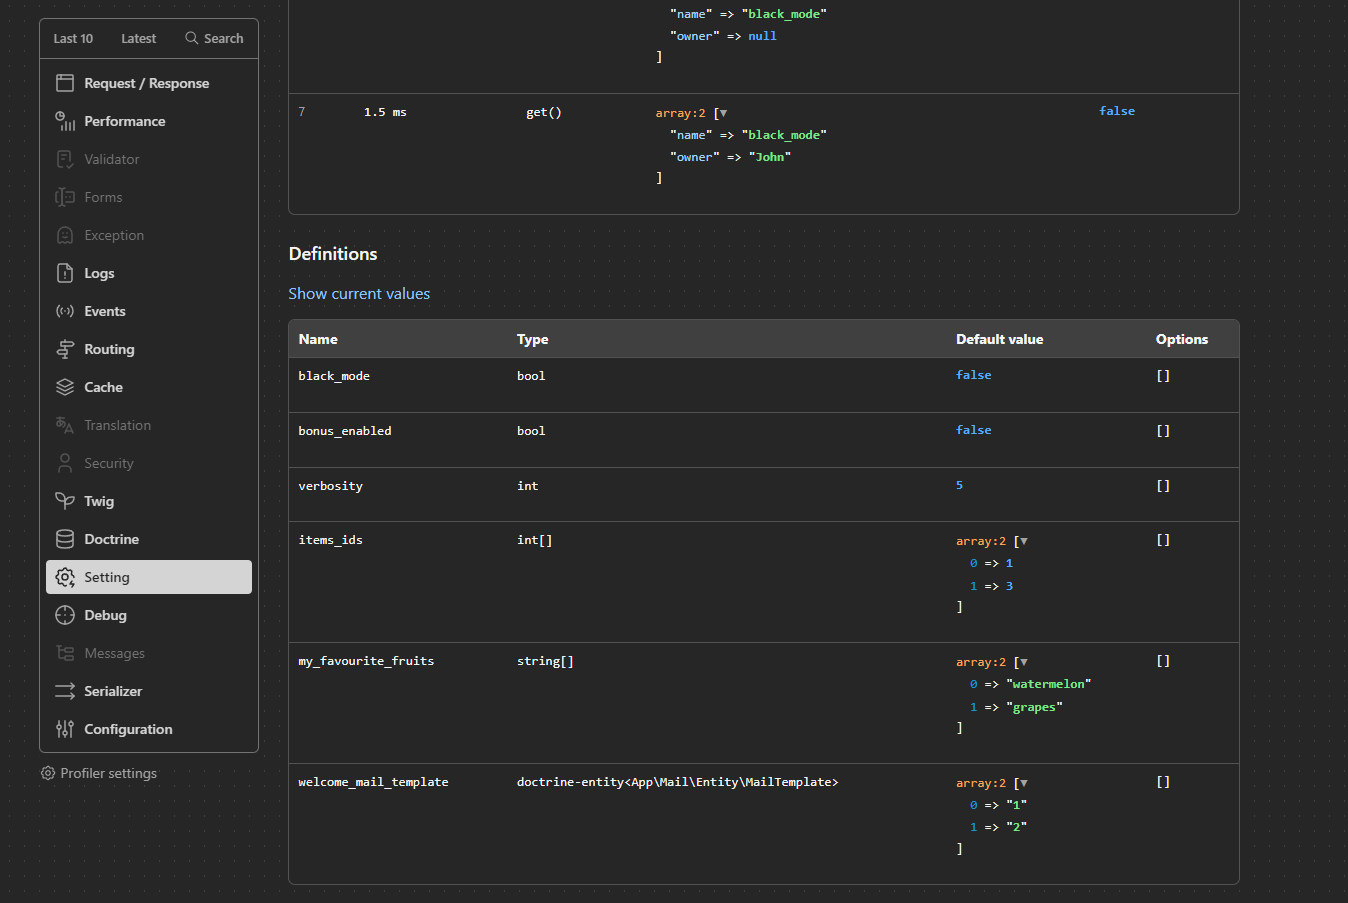 Last 10 Latest Search
Request / Response
Performance
Validator
Forms
Exception
Logs
Events
Routing
Cache
Translation
Security
Twig
Doctrine
Setting
Debug
Messages
Serializer
Configuration
Profiler settings
"name" => "black_mode"
"owner" => null
]
7 1.5 ms get() array:2 [▼ false
"name" => "black_mode"
"owner" => "John"
]
Definitions
Show current values
Name Type Default value Options
black_mode bool false []
bonus_enabled bool false []
verbosity int 5 []
items_ids int[] array:2 [▼ []
0 => 1
1 => 3
]
my_favourite_fruits string[] array:2 [▼ []
0 => "watermelon"
1 => "grapes"
]
welcome_mail_template doctrine-entity<App\Mail\Entity\MailTemplate> array:2 [▼ []
0 => "1"
1 => "2"
]